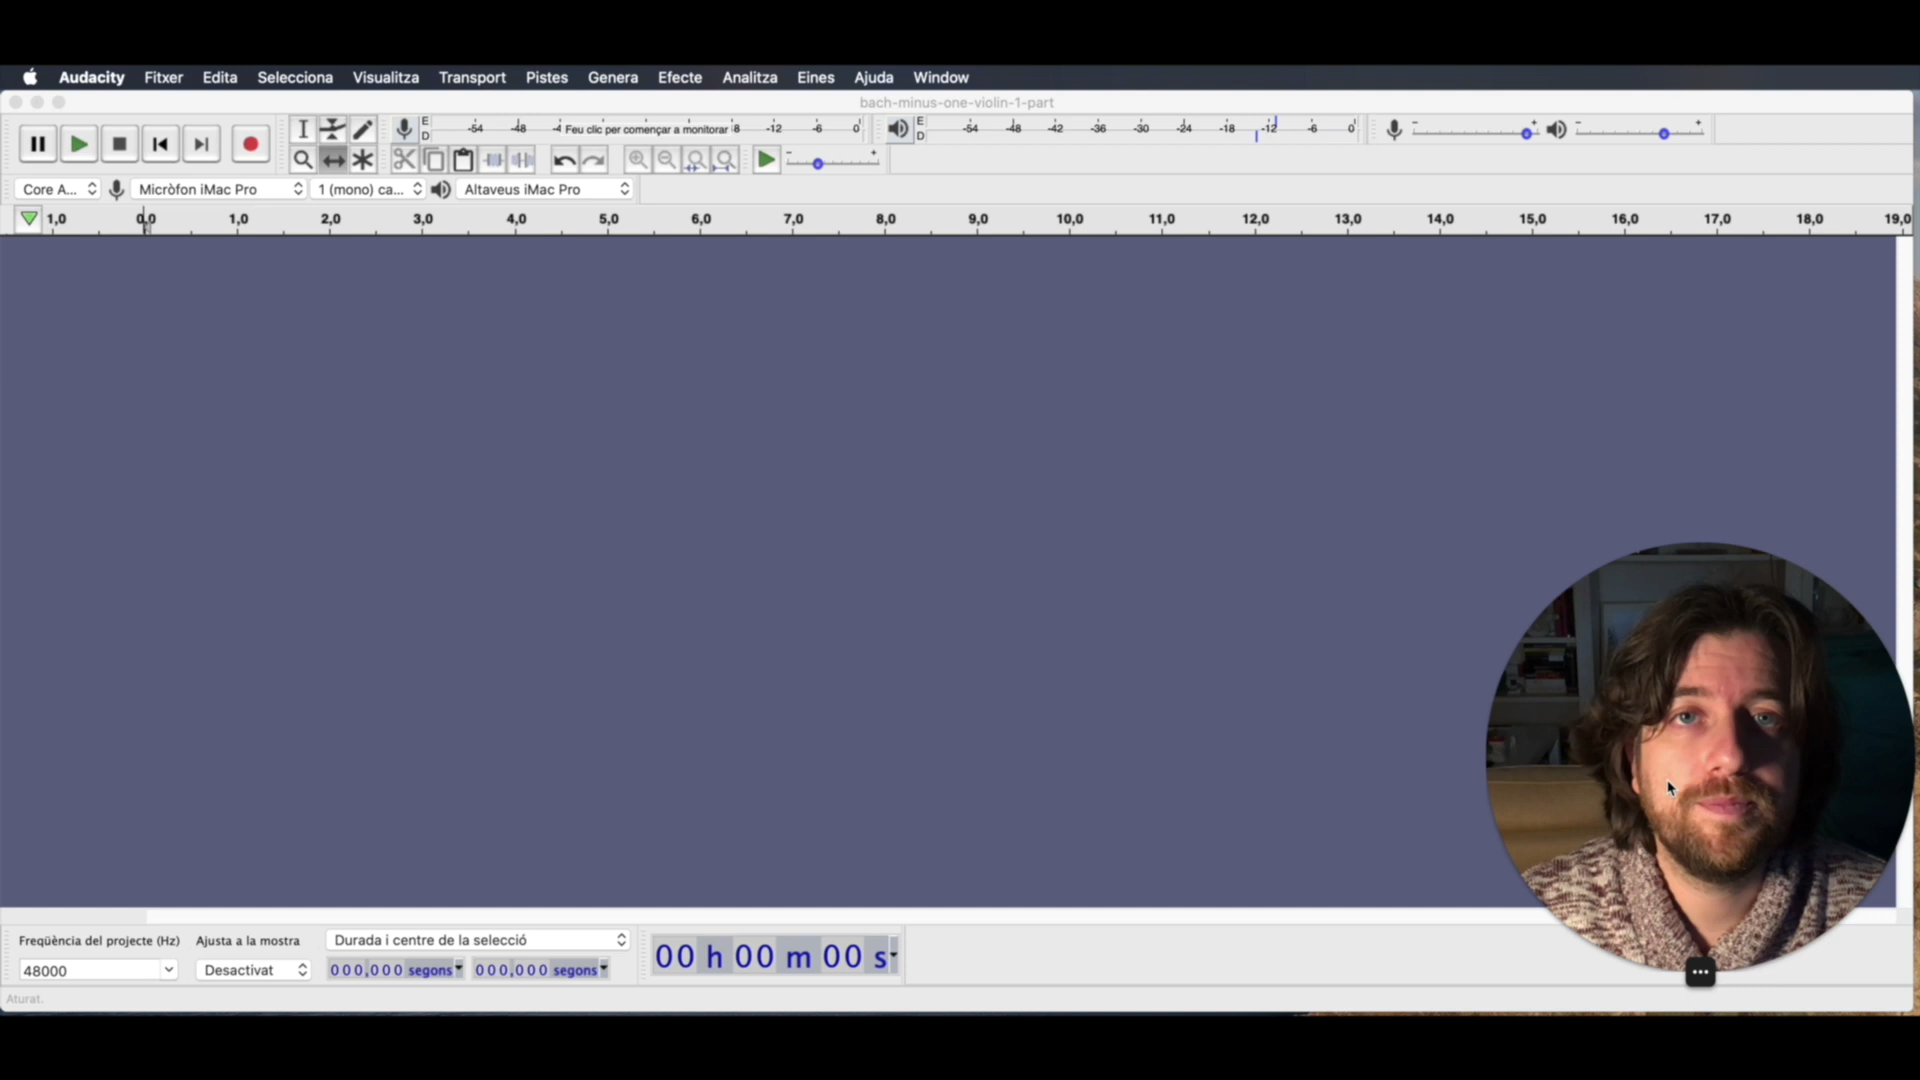 Audacity Fitxer Edita Selecciona Visualitza Transport Pistes Genera Efecte Analitza Eines Ajuda Window
bach-minus-one-violin-1-part
E D -54 -48 -4 Feu clic per començar a monitorar 8 -12 -6 0 E D -54 -48 -42 -36 -30 -24 -18 -12 -6 0 - + - +
- +
Core A... Micròfon iMac Pro 1 (mono) ca... Altaveus iMac Pro
1,0 0,0 1,0 2,0 3,0 4,0 5,0 6,0 7,0 8,0 9,0 10,0 11,0 12,0 13,0 14,0 15,0 16,0 17,0 18,0 19,0
Freqüència del projecte (Hz) Ajusta a la mostra Durada i centre de la selecció
48000 Desactivat 000,000 segons 000,000 segons 00 h 00 m 00 s
Aturat.